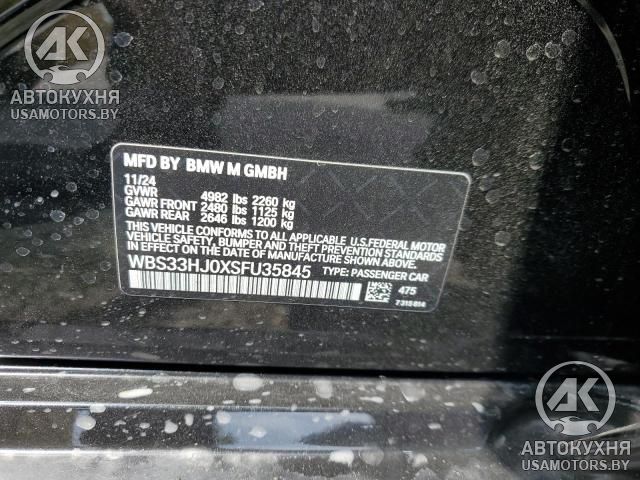 AK
АВТОКУХНЯ
USAMOTORS.BY
MFD BY BMW M GMBH
11/24
GVWR 4982 lbs 2260 kg
GAWR FRONT 2480 lbs 1125 kg
GAWR REAR 2646 lbs 1200 kg
THIS VEHICLE CONFORMS TO ALL APPLICABLE U.S.FEDERAL MOTOR
VEHICLE SAFETY, BUMPER, AND THEFT PREVENTION STANDARDS
IN EFFECT ON THE DATE OF MANUFACTURE SHOWN ABOVE.
WBS33HJ0XSFU35845 TYPE: PASSENGER CAR
475
7315814
AK
АВТОКУХНЯ
USAMOTORS.BY